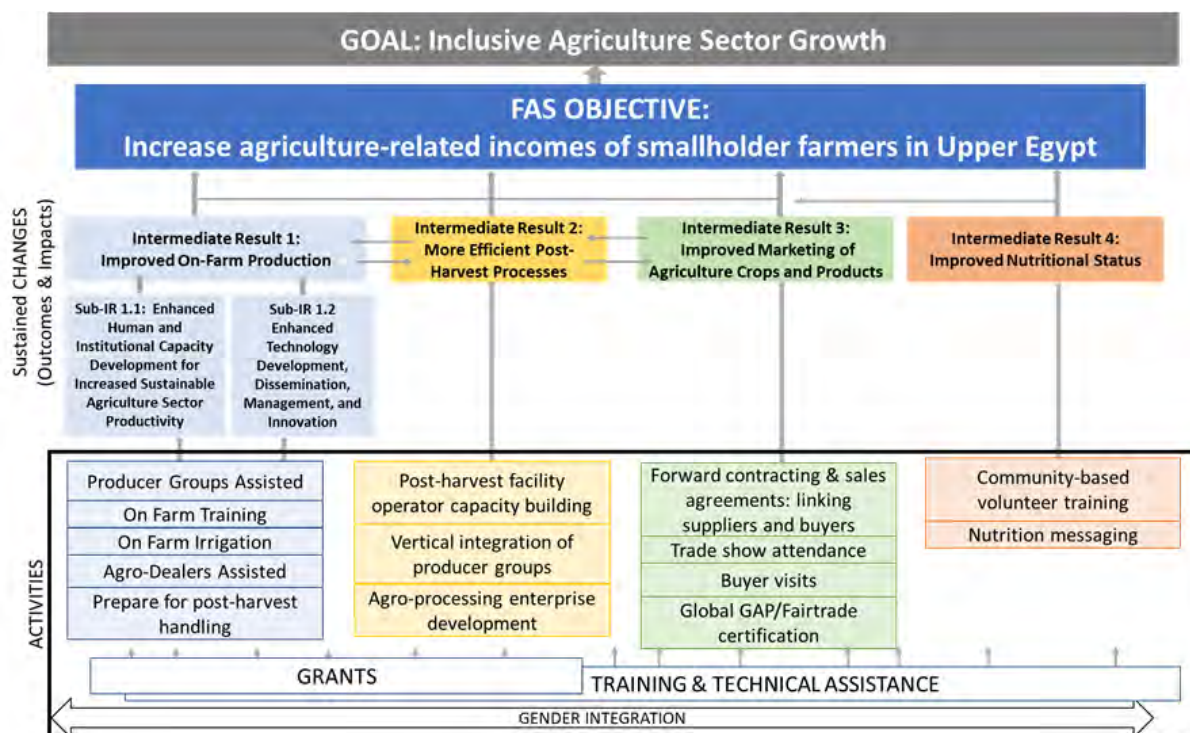 GOAL: Inclusive Agriculture Sector Growth
FAS OBJECTIVE:
Increase agriculture-related incomes of smallholder farmers in Upper Egypt
SUSTAINED CHANGES
(Outcomes & Impacts)
Intermediate Result 1:
Improved On-Farm Production
Intermediate Result 2:
More Efficient Post-
Harvest Processes
Intermediate Result 3:
Improved Marketing of
Agriculture Crops and Products
Intermediate Result 4:
Improved Nutritional Status
Sub-IR 1.1: Enhanced
Human and
Institutional Capacity
Development for
Increased Sustainable
Agriculture Sector
Productivity
Sub-IR 1.2
Enhanced
Technology
Development,
Dissemination,
Management, and
Innovation
ACTIVITIES
Producer Groups Assisted
On Farm Training
On Farm Irrigation
Agro-Dealers Assisted
Prepare for post-harvest
handling
Post-harvest facility
operator capacity building
Vertical integration of
producer groups
Agro-processing enterprise
development
Forward contracting & sales
agreements: linking
suppliers and buyers
Trade show attendance
Buyer visits
Global GAP/Fairtrade
certification
Community-based
volunteer training
Nutrition messaging
GRANTS
TRAINING & TECHNICAL ASSISTANCE
GENDER INTEGRATION